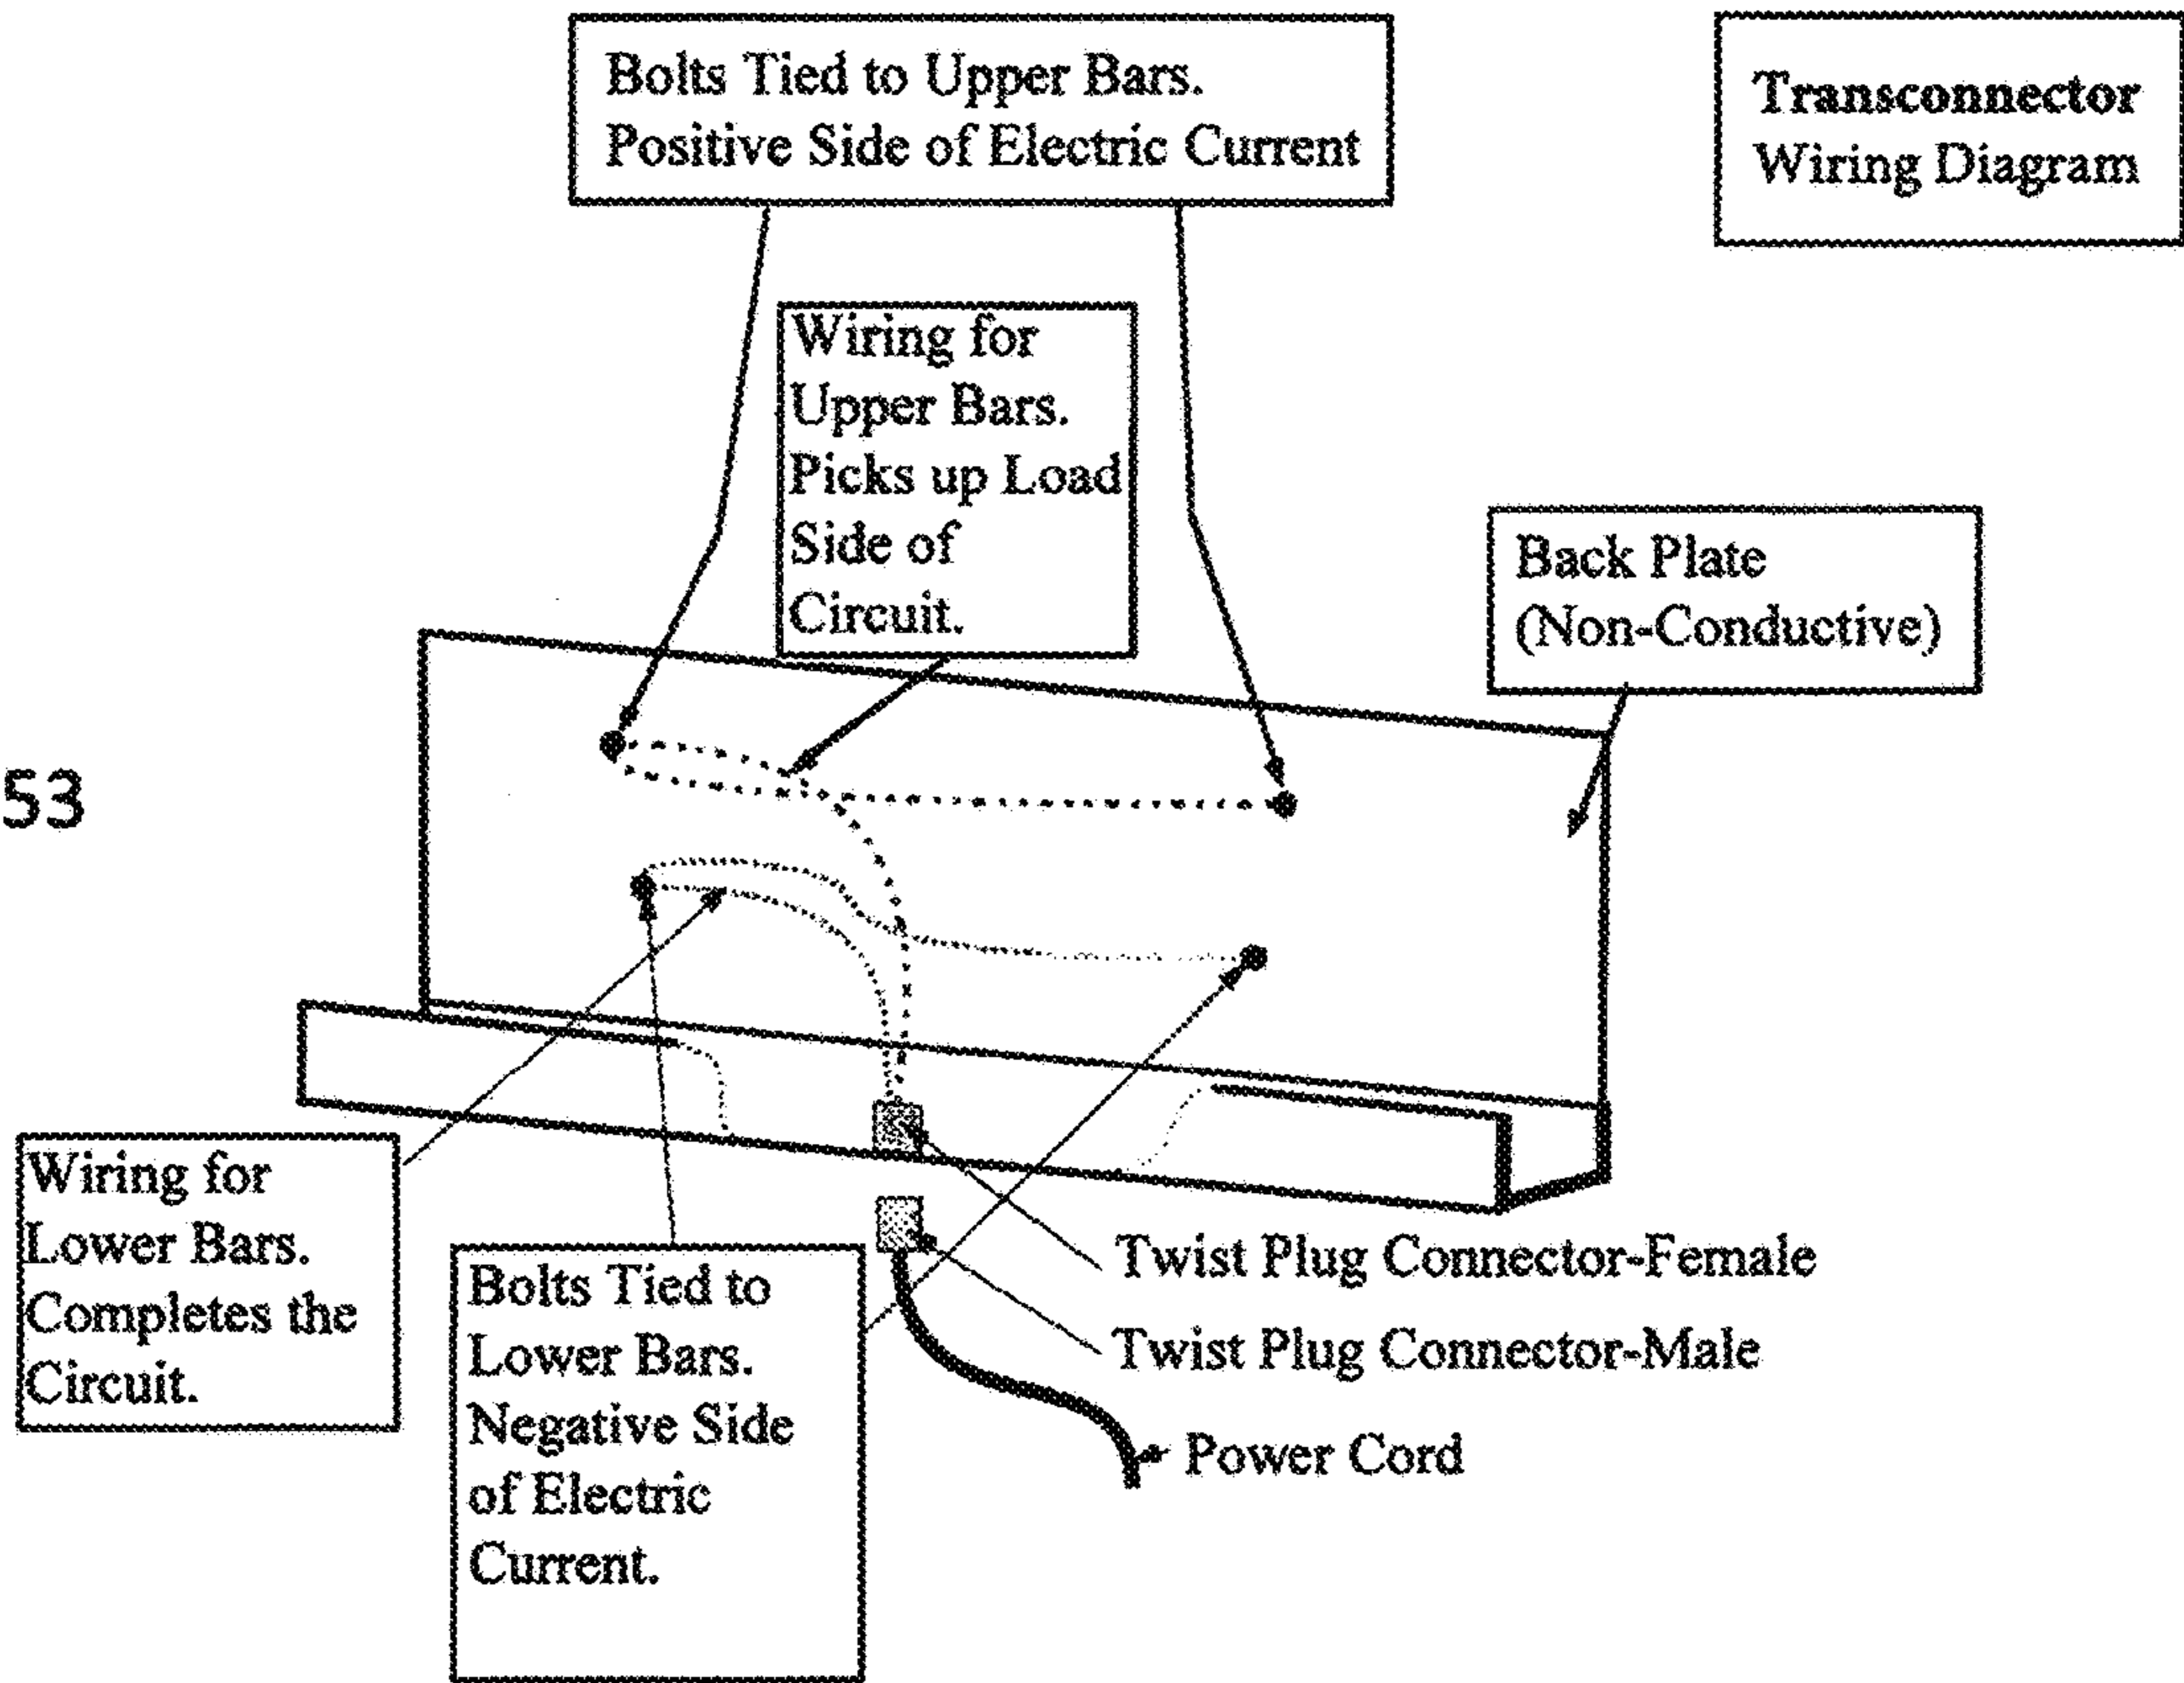 Bolts Tied to Upper Bars.
Positive Side of Electric Current
Transconnector
Wiring Diagram
Wiring for
Upper Bars.
Picks up Load
Side of
Circuit.
Back Plate
(Non-Conductive)
53
Wiring for
Lower Bars.
Completes the
Circuit.
Bolts Tied to
Lower Bars.
Negative Side
of Electric
Current.
Twist Plug Connector-Female
Twist Plug Connector-Male
Power Cord